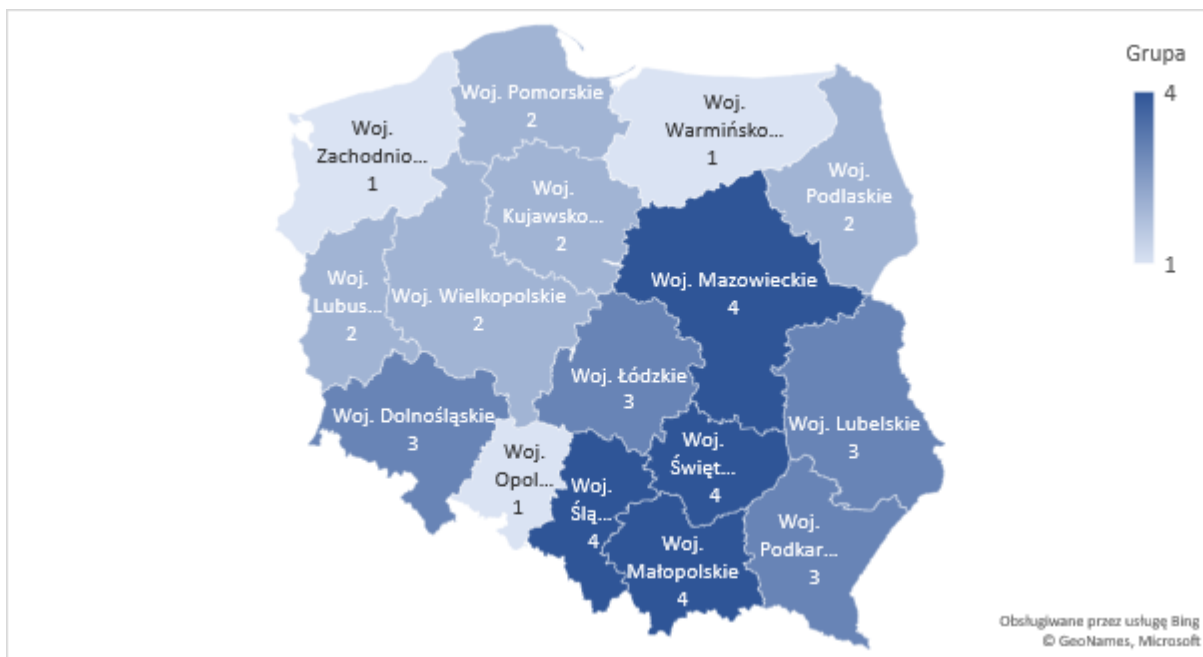 Grupa
4
1
Woj. Pomorskie
2
Woj.
Warmińsko...
1
Woj.
Zachodnio...
1
Woj.
Podlaskie
2
Woj.
Kujawsko...
2
Woj. Mazowieckie
4
Woj.
Lubus...
2
Woj. Wielkopolskie
2
Woj. Łódzkie
3
Woj. Dolnośląskie
3
Woj. Lubelskie
3
Woj.
Święt...
4
Woj.
Opol...
1
Woj.
Ślą...
4
Woj.
Małopolskie
4
Woj.
Podkar...
3
Obsługiwane przez usługę Bing
© GeoNames, Microsoft